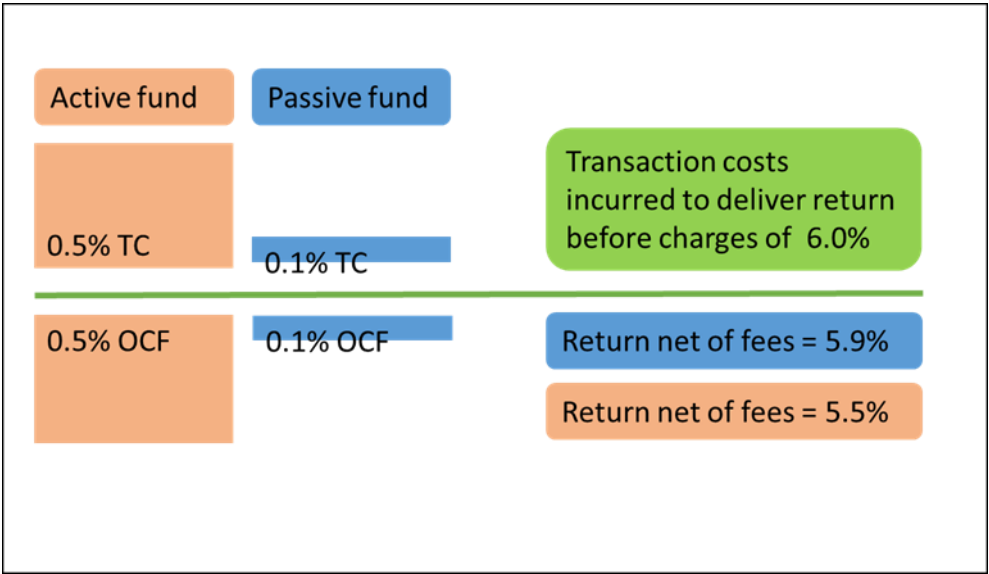 Active fund
Passive fund
0.5% TC
0.1% TC
Transaction costs
incurred to deliver return
before charges of 6.0%
0.5% OCF
0.1% OCF
Return net of fees = 5.9%
Return net of fees = 5.5%